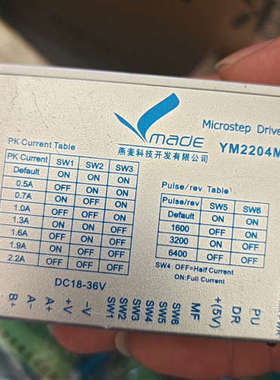 made
燕麦科技开发有限公司
Microstep Drive
YM2204M
PK Current Table
PK Current SW1 SW2 SW3
Default ON ON ON
0.5A OFF ON ON
0.7A ON OFF ON
1.0A OFF OFF ON
1.3A ON ON OFF
1.6A OFF ON OFF
1.9A ON OFF OFF
2.2A OFF OFF OFF
Pulse/rev Table
Pulse/rev SW5 SW6
Default ON ON
1600 OFF ON
3200 ON OFF
6400 OFF OFF
SW4 OFF=Half Current
ON:Full Current
DC18-36V
B+
A-
A+
-V
+V
SW1
SW2
SW3
SW4
SW5
SW6
MF
+(5V)
DR
PU